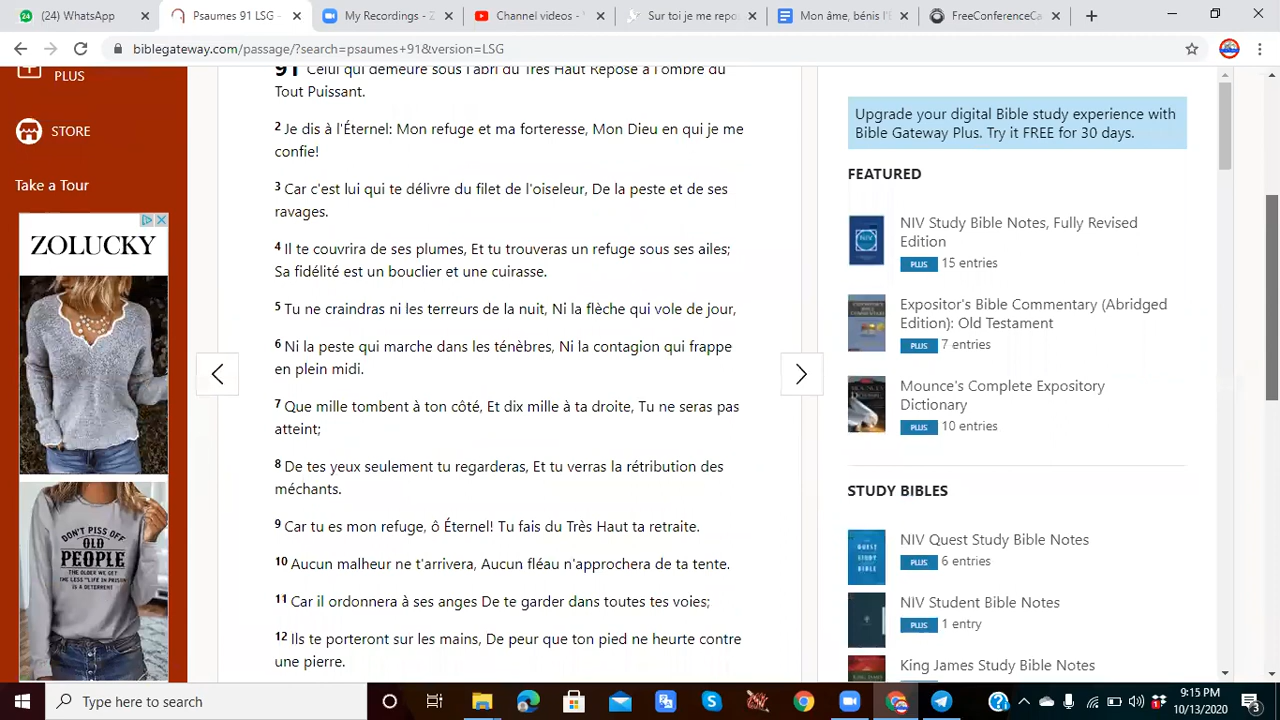 (24) WhatsApp
Psaumes 91 LSG -
My Recordings - Z
Channel videos -
Sur toi je me repo
Mon âme, bénis l'É
FreeConferenceCa
biblegateway.com/passage/?search=psaumes+91&version=LSG
PLUS
STORE
Take a Tour
ZOLUCKY
DON'T PISS OFF
OLD
PEOPLE
THE OLDER WE GET
THE LESS "LIFE IN PRISON"
IS A DETERRENT
91 Celui qui demeure sous l'abri du Très Haut Repose à l'ombre du
Tout Puissant.
2 Je dis à l'Éternel: Mon refuge et ma forteresse, Mon Dieu en qui je me
confie!
3 Car c'est lui qui te délivre du filet de l'oiseleur, De la peste et de ses
ravages.
4 Il te couvrira de ses plumes, Et tu trouveras un refuge sous ses ailes;
Sa fidélité est un bouclier et une cuirasse.
5 Tu ne craindras ni les terreurs de la nuit, Ni la flèche qui vole de jour,
6 Ni la peste qui marche dans les ténèbres, Ni la contagion qui frappe
en plein midi.
7 Que mille tombent à ton côté, Et dix mille à ta droite, Tu ne seras pas
atteint;
8 De tes yeux seulement tu regarderas, Et tu verras la rétribution des
méchants.
9 Car tu es mon refuge, ô Éternel! Tu fais du Très Haut ta retraite.
10 Aucun malheur ne t'arrivera, Aucun fléau n'approchera de ta tente.
11 Car il ordonnera à ses anges De te garder dans toutes tes voies;
12 Ils te porteront sur les mains, De peur que ton pied ne heurte contre
une pierre.
Upgrade your digital Bible study experience with
Bible Gateway Plus. Try it FREE for 30 days.
FEATURED
NIV Study Bible Notes, Fully Revised
Edition
PLUS 15 entries
Expositor's Bible Commentary (Abridged
Edition): Old Testament
PLUS 7 entries
Mounce's Complete Expository
Dictionary
PLUS 10 entries
STUDY BIBLES
NIV Quest Study Bible Notes
PLUS 6 entries
NIV Student Bible Notes
PLUS 1 entry
King James Study Bible Notes
Type here to search
9:15 PM
10/13/2020
3